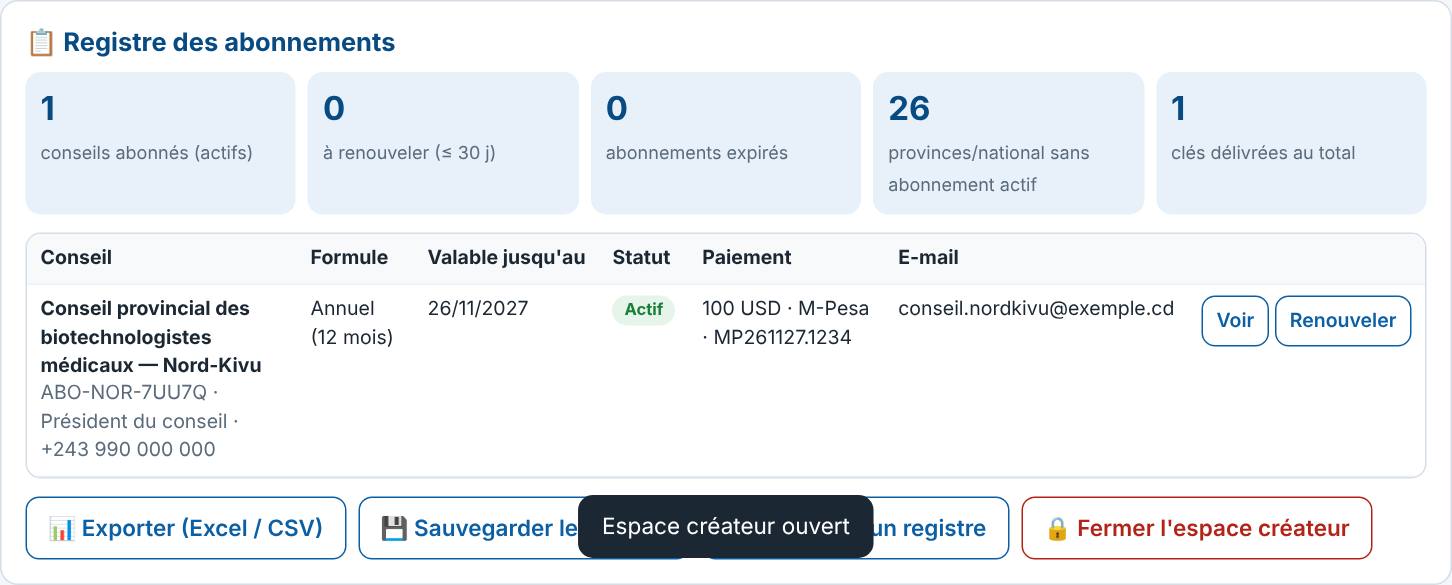 📋 Registre des abonnements
1
conseils abonnés (actifs)
0
à renouveler (≤ 30 j)
0
abonnements expirés
26
provinces/national sans
abonnement actif
1
clés délivrées au total
Conseil Formule Valable jusqu'au Statut Paiement E-mail
Conseil provincial des
biotechnologistes
médicaux — Nord-Kivu
ABO-NOR-7UU7Q ·
Président du conseil ·
+243 990 000 000
Annuel
(12 mois)
26/11/2027
Actif
100 USD · M-Pesa
· MP261127.1234
conseil.nordkivu@exemple.cd
Voir
Renouveler
📊 Exporter (Excel / CSV)
💾 Sauvegarder le
Espace créateur ouvert
un registre
🔒 Fermer l'espace créateur